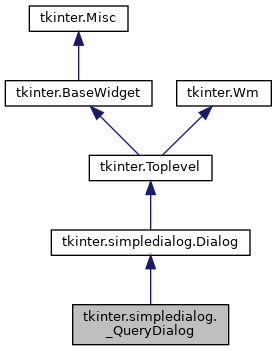 tkinter.Misc
tkinter.BaseWidget
tkinter.Wm
tkinter.Toplevel
tkinter.simpledialog.Dialog
tkinter.simpledialog.
_QueryDialog